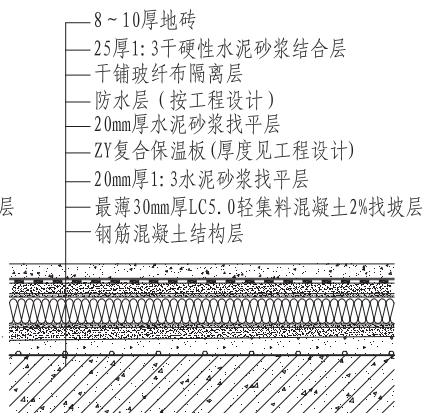 8~10厚地砖
25厚1:3干硬性水泥砂浆结合层
干铺玻纤布隔离层
防水层（按工程设计）
20mm厚水泥砂浆找平层
ZY复合保温板(厚度见工程设计)
20mm厚1:3水泥砂浆找平层
层
最薄30mm厚LC5.0轻集料混凝土2%找坡层
钢筋混凝土结构层